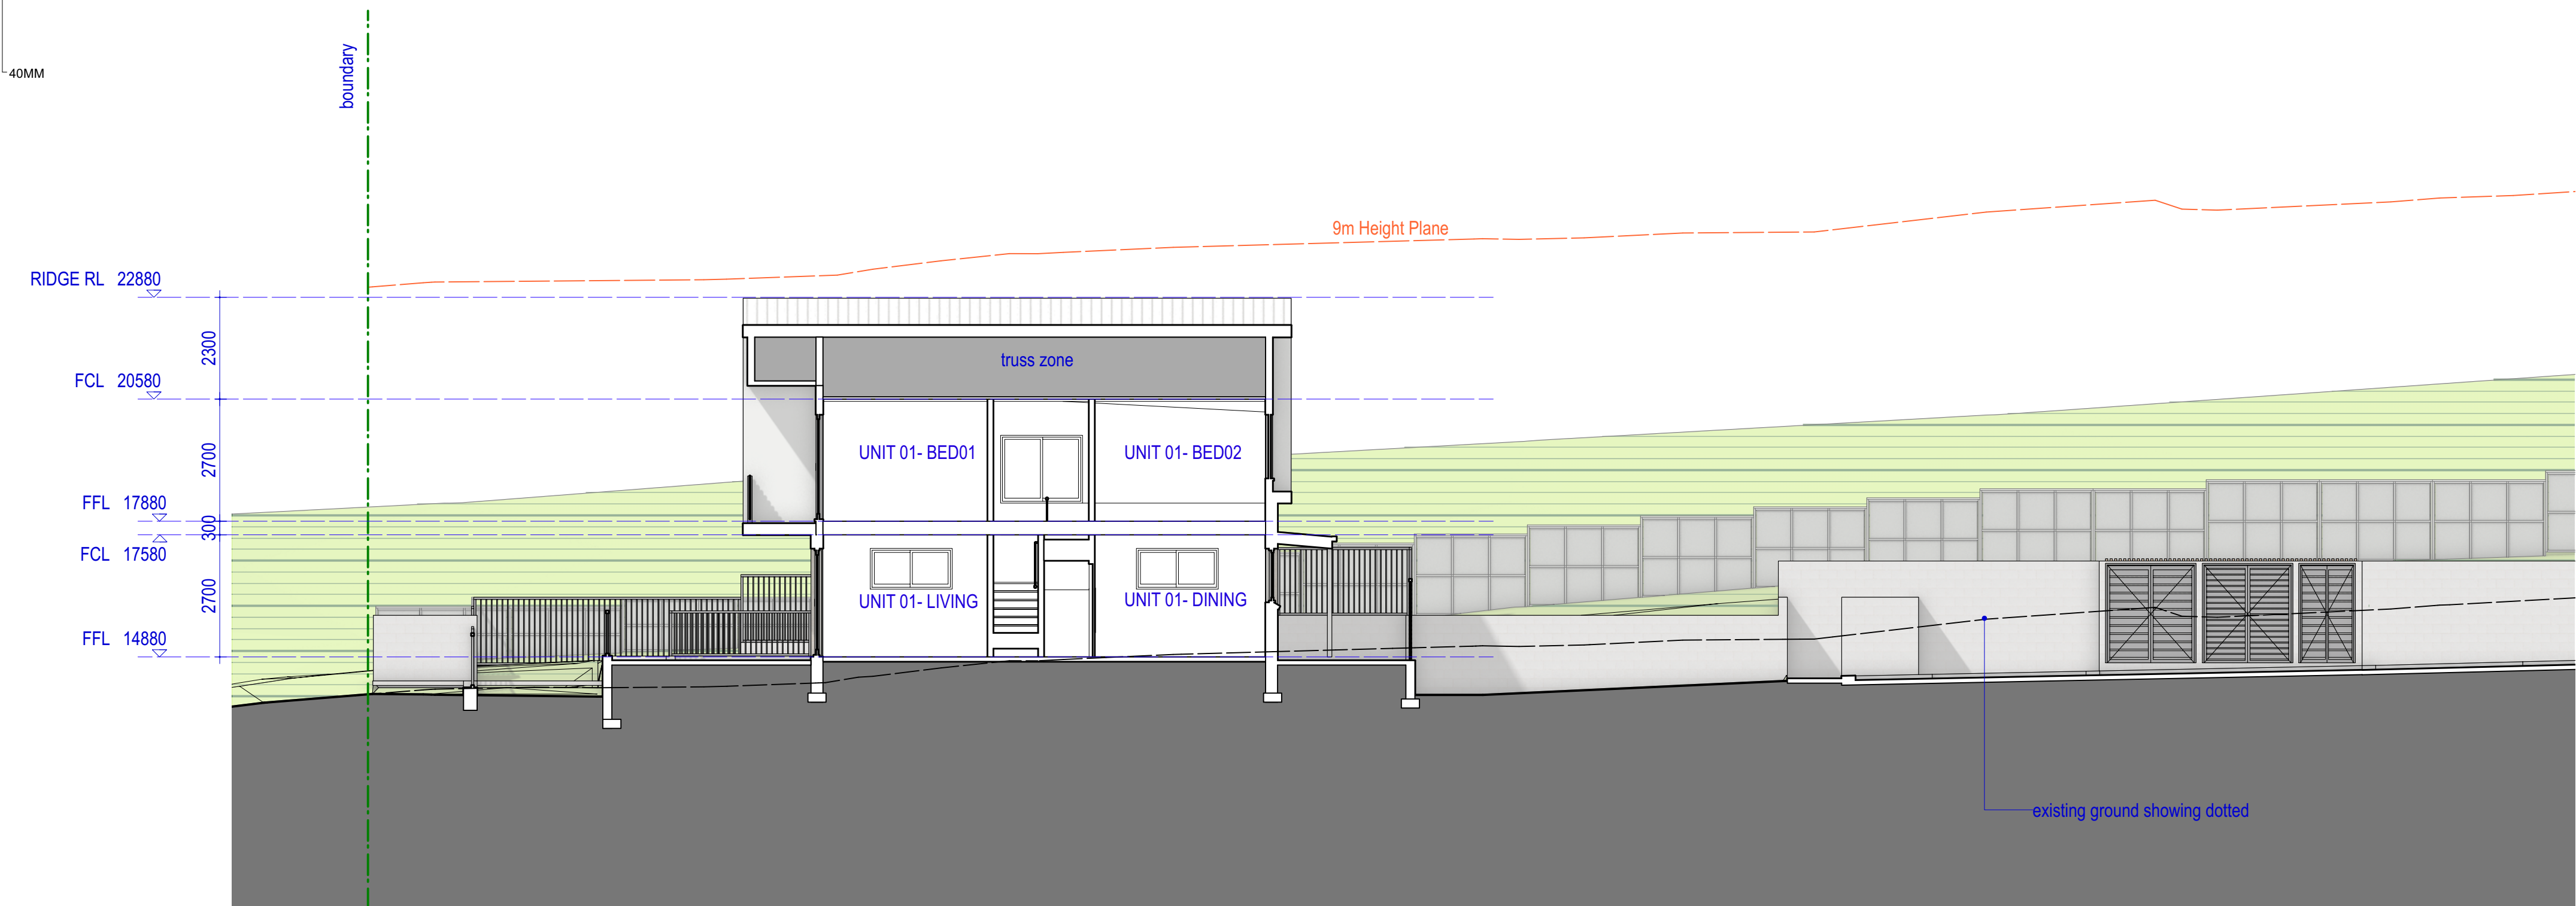 40MM
boundary
9m Height Plane
RIDGE RL 22880
2300
truss zone
FCL 20580
2700
UNIT 01- BED01
UNIT 01- BED02
FFL 17880
300
FCL 17580
2700
UNIT 01- LIVING
UNIT 01- DINING
FFL 14880
existing ground showing dotted